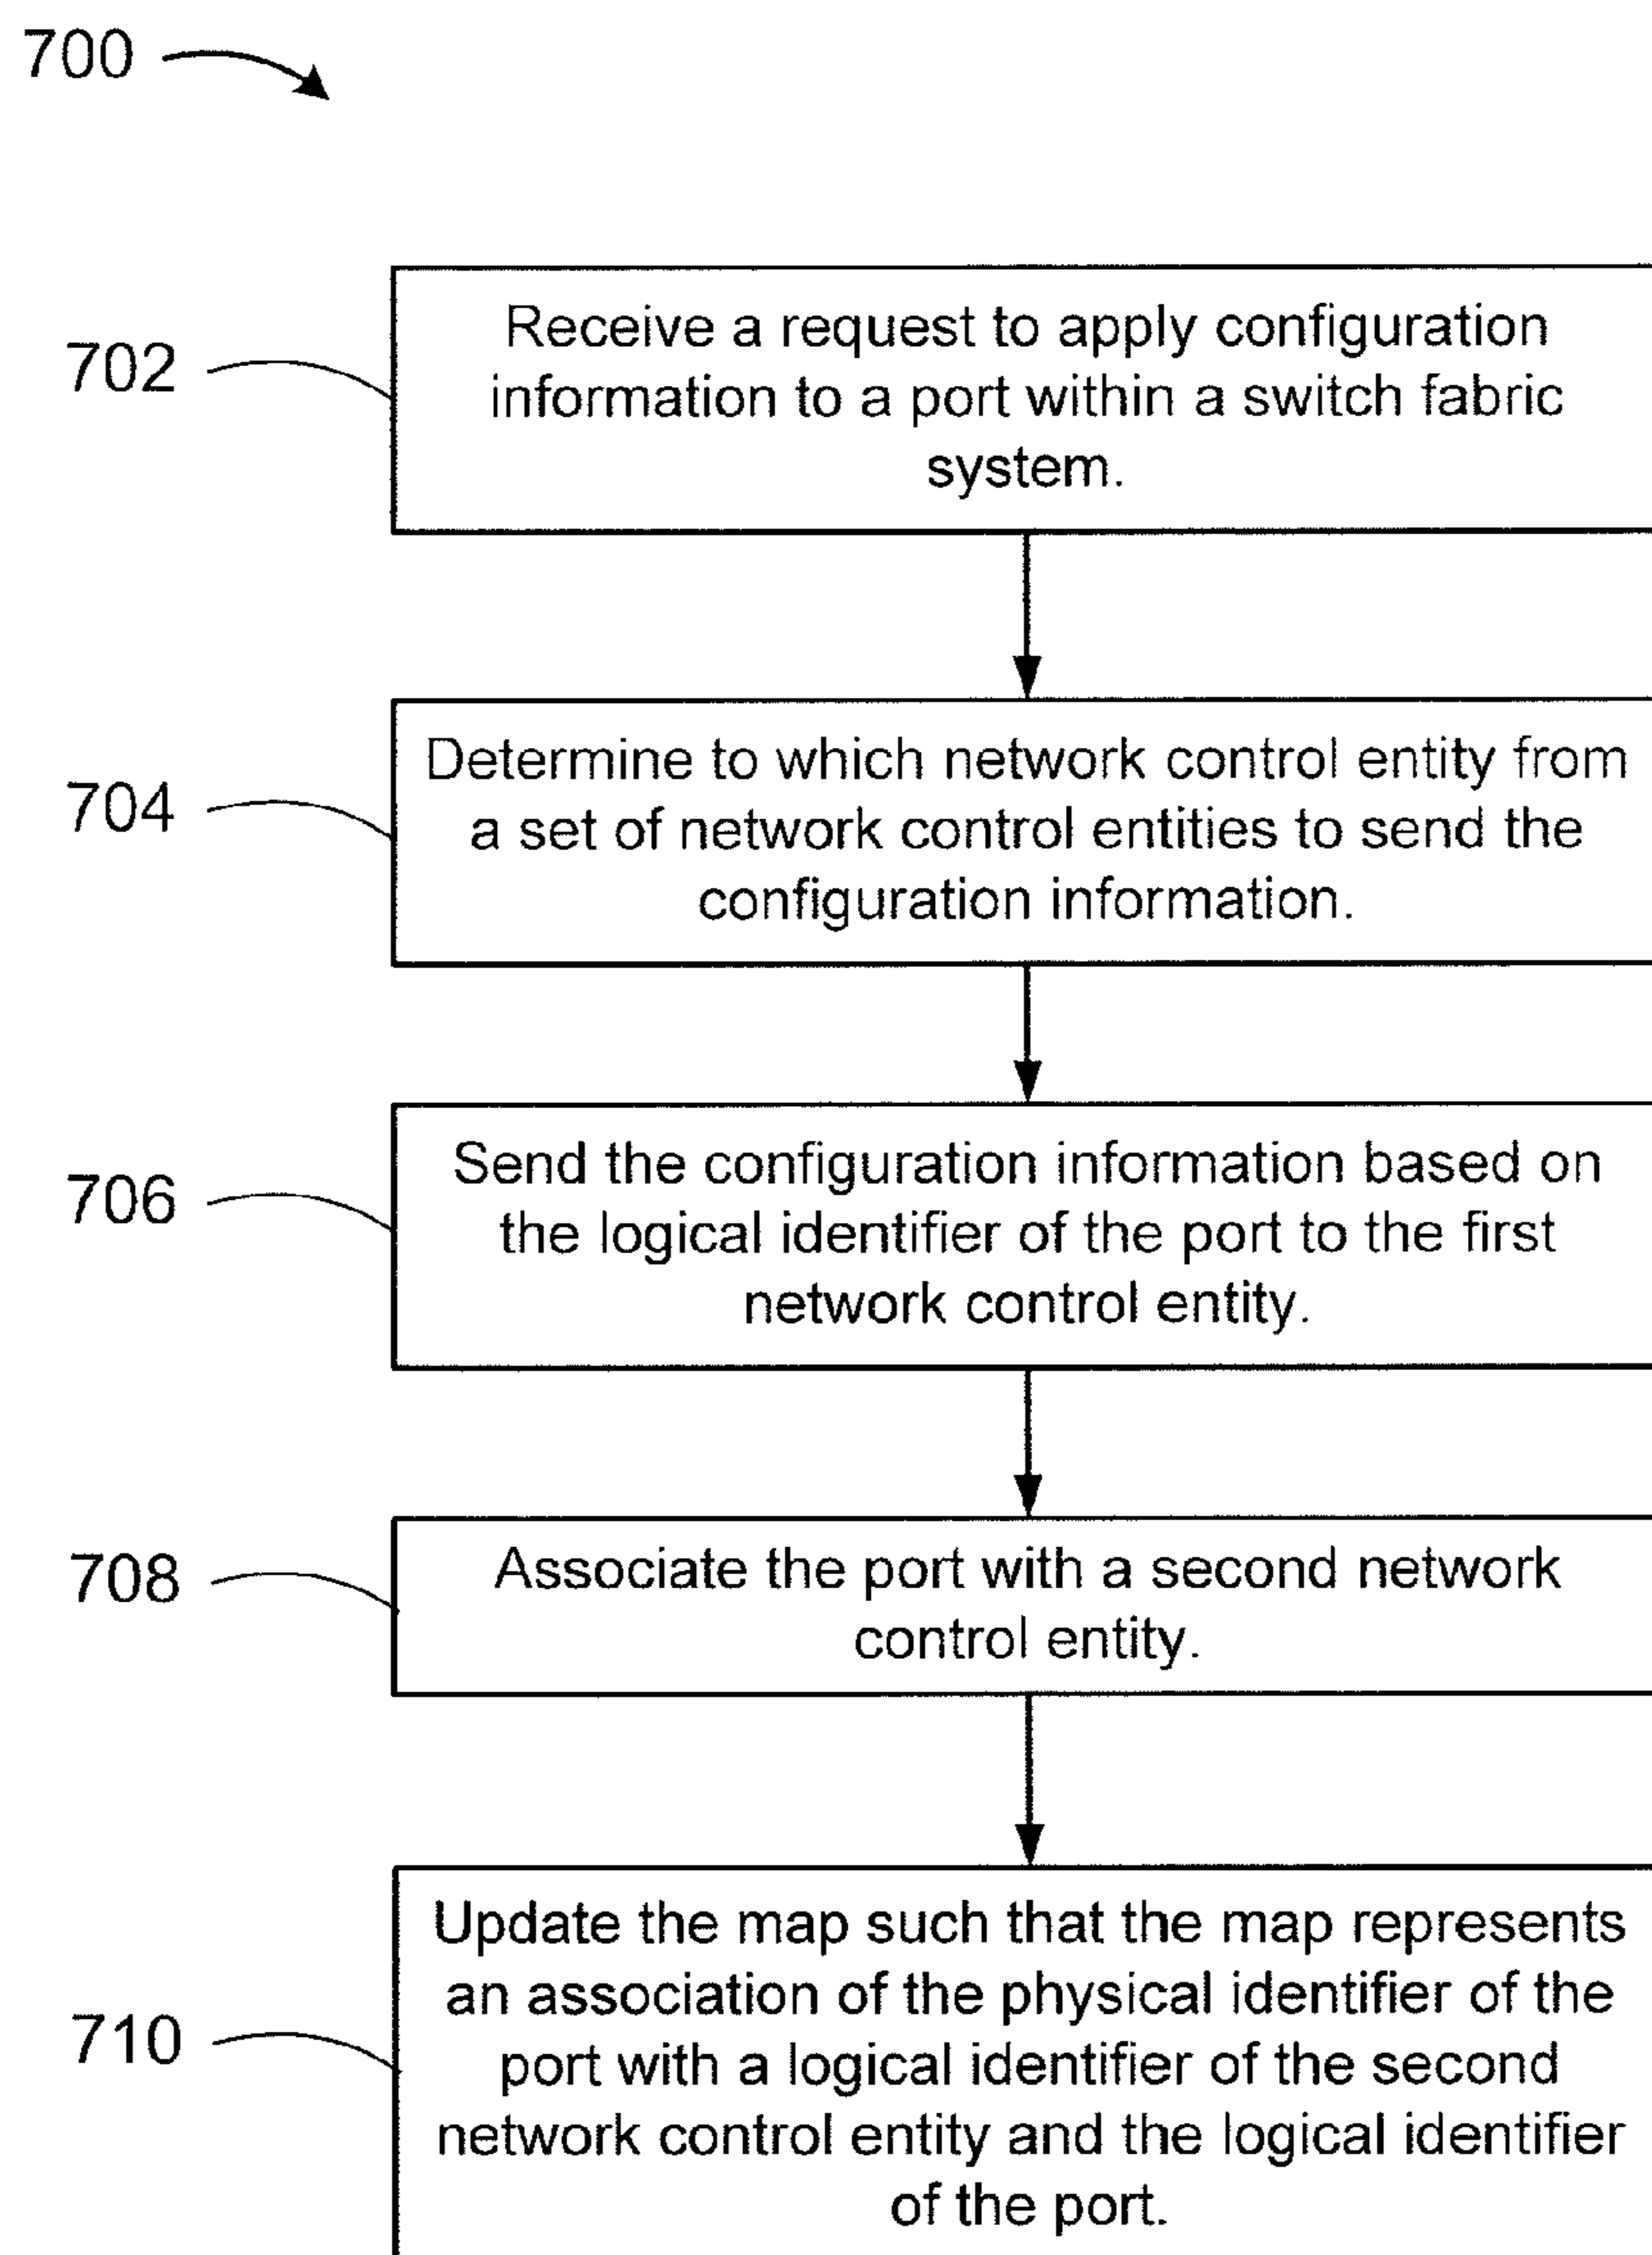 700
702
Receive a request to apply configuration
information to a port within a switch fabric
system.
704
Determine to which network control entity from
a set of network control entities to send the
configuration information.
706
Send the configuration information based on
the logical identifier of the port to the first
network control entity.
708
Associate the port with a second network
control entity.
710
Update the map such that the map represents
an association of the physical identifier of the
port with a logical identifier of the second
network control entity and the logical identifier
of the port.